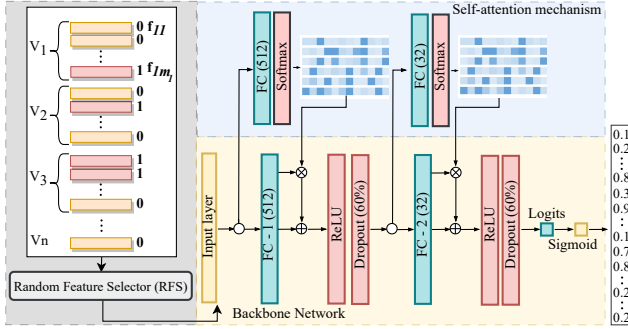 Self-attention mechanism
V1
0 f11
0
1 f1m1
V2
0
1
0
V3
1
1
0
Vn
0
Random Feature Selector (RFS)
FC (512)
Softmax
FC (32)
Softmax
Input layer
FC - 1 (512)
ReLU
Dropout (60%)
FC - 2 (32)
ReLU
Dropout (60%)
Logits
Sigmoid
Backbone Network
0.1
0.2
0.8
0.3
0.9
0.1
0.7
0.8
0.2
0.2